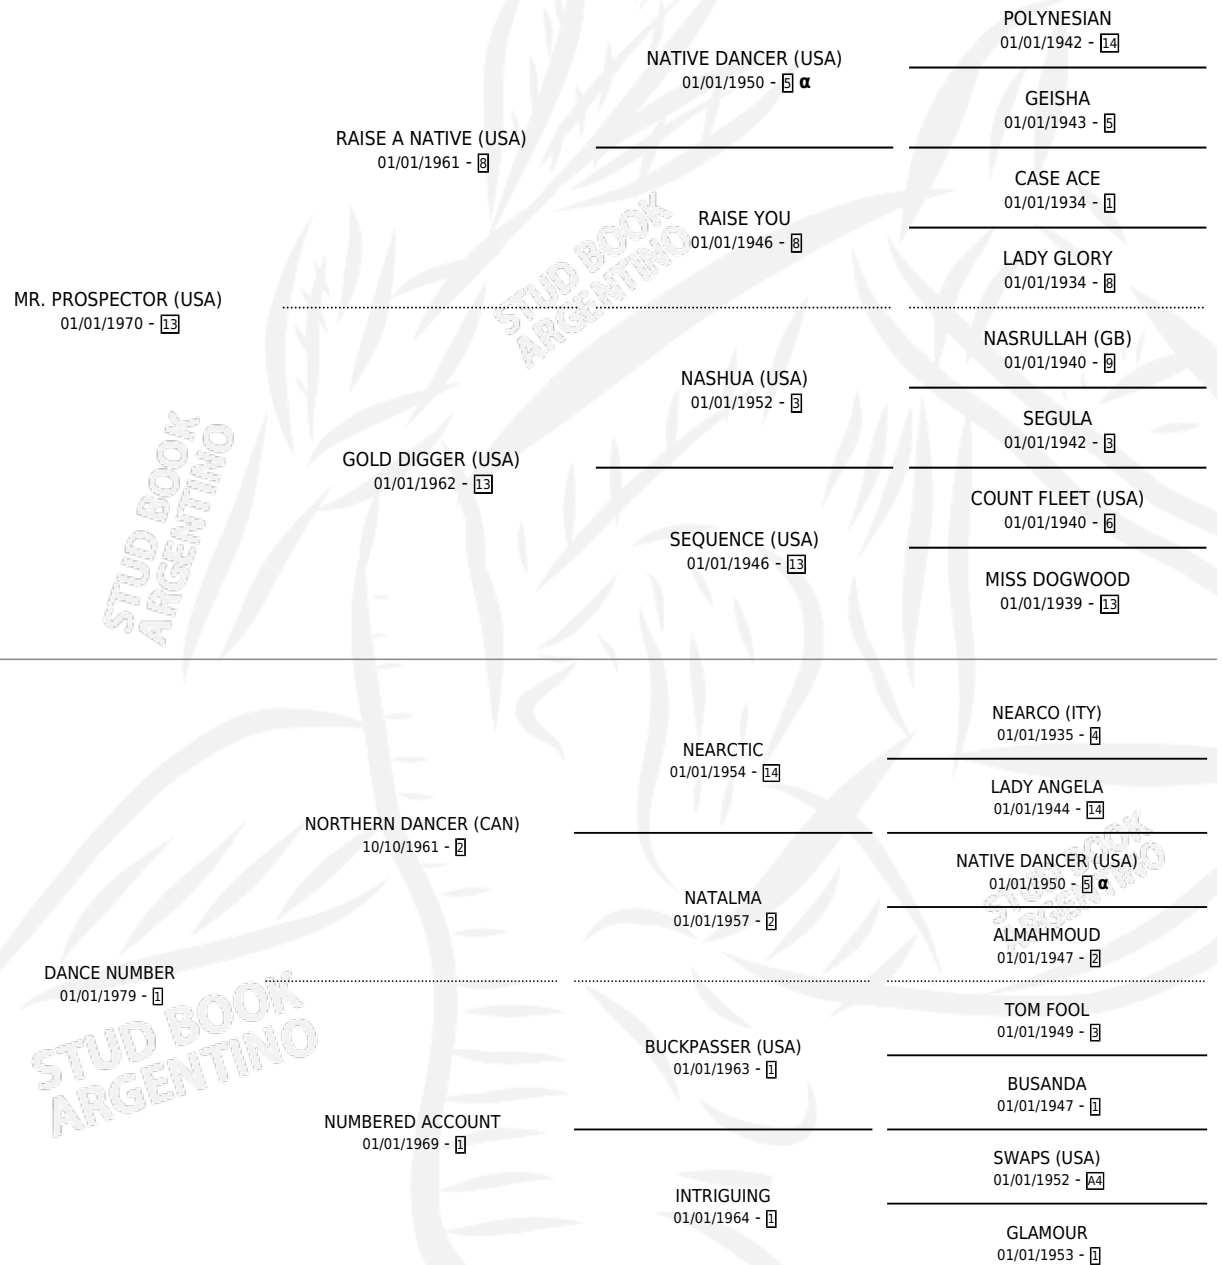 POLYNESIAN
01/01/1942 - 14
NATIVE DANCER (USA)
01/01/1950 - 5 α
GEISHA
01/01/1943 - 5
RAISE A NATIVE (USA)
01/01/1961 - 8
CASE ACE
01/01/1934 - 1
RAISE YOU
01/01/1946 - 8
LADY GLORY
01/01/1934 - 8
MR. PROSPECTOR (USA)
01/01/1970 - 13
NASRULLAH (GB)
01/01/1940 - 9
NASHUA (USA)
01/01/1952 - 3
SEGULA
01/01/1942 - 3
GOLD DIGGER (USA)
01/01/1962 - 13
COUNT FLEET (USA)
01/01/1940 - 6
SEQUENCE (USA)
01/01/1946 - 13
MISS DOGWOOD
01/01/1939 - 13
NEARCO (ITY)
01/01/1935 - 4
NEARCTIC
01/01/1954 - 14
LADY ANGELA
01/01/1944 - 14
NORTHERN DANCER (CAN)
10/10/1961 - 2
NATIVE DANCER (USA)
01/01/1950 - 5 α
NATALMA
01/01/1957 - 2
ALMAHMOUD
01/01/1947 - 2
DANCE NUMBER
01/01/1979 - 1
TOM FOOL
01/01/1949 - 3
BUCKPASSER (USA)
01/01/1963 - 1
BUSANDA
01/01/1947 - 1
NUMBERED ACCOUNT
01/01/1969 - 1
SWAPS (USA)
01/01/1952 - A4
INTRIGUING
01/01/1964 - 1
GLAMOUR
01/01/1953 - 1
STUD BOOK
ARGENTINO
STUD BOOK
ARGENTINO
STUD BOOK
ARGENTINO
STUD BOOK
ARGENTINO